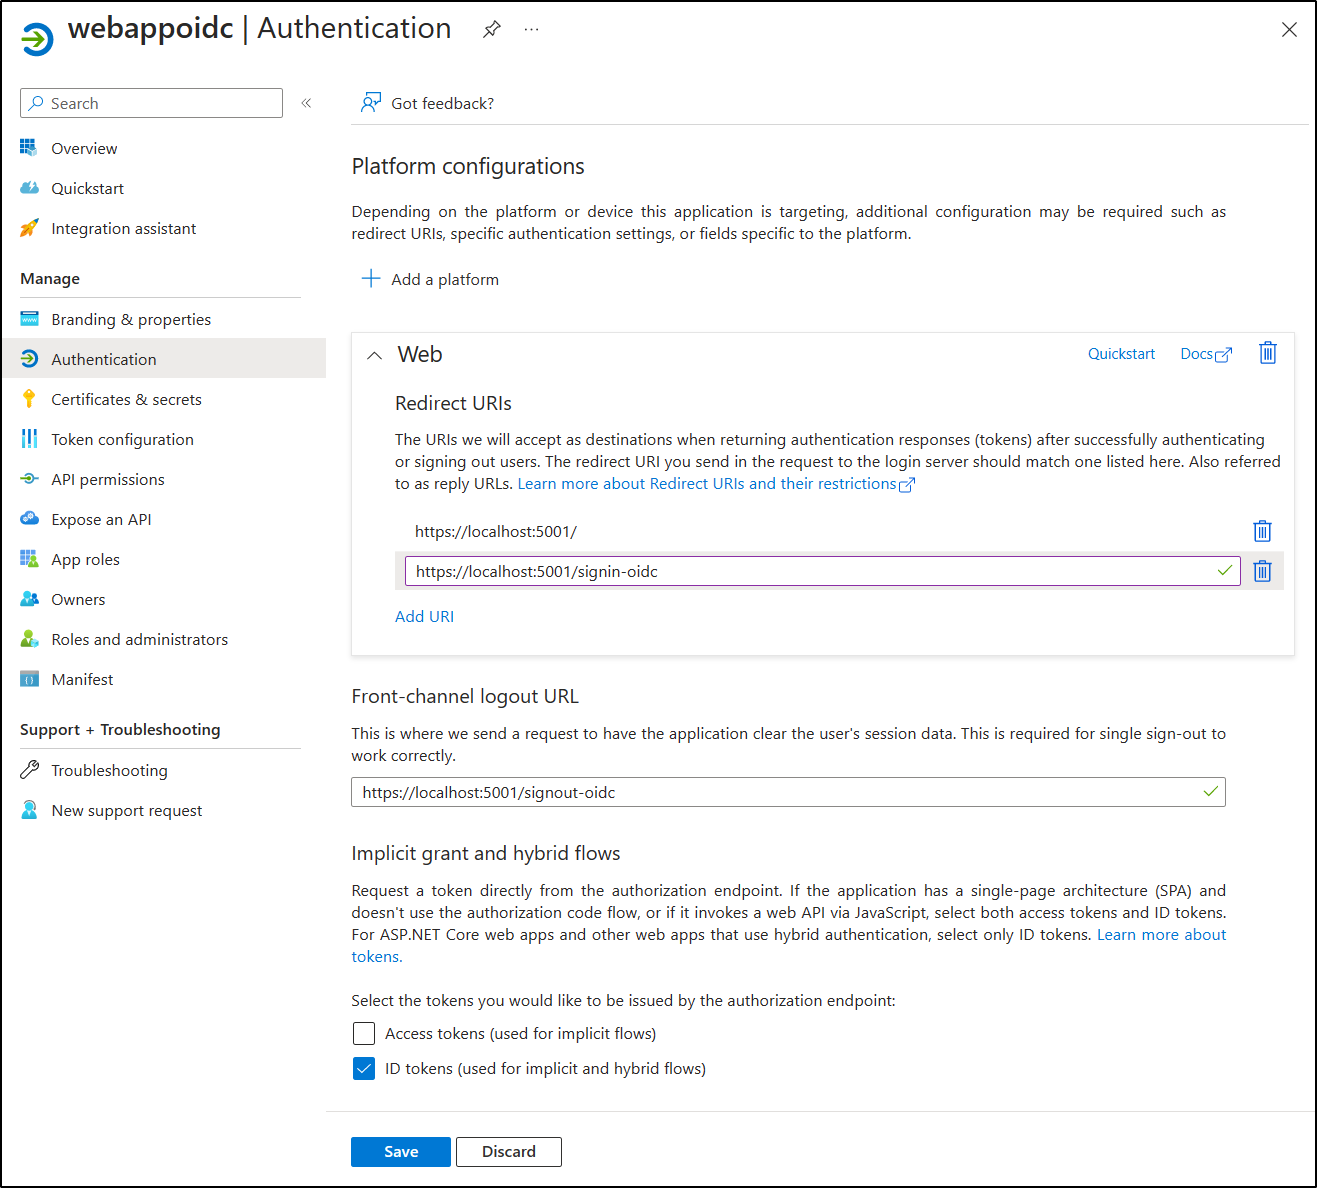 webappoidc | Authentication
Search
Got feedback?
Overview
Quickstart
Integration assistant
Manage
Branding & properties
Authentication
Certificates & secrets
Token configuration
API permissions
Expose an API
App roles
Owners
Roles and administrators
Manifest
Support + Troubleshooting
Troubleshooting
New support request
Platform configurations
Depending on the platform or device this application is targeting, additional configuration may be required such as
redirect URIs, specific authentication settings, or fields specific to the platform.
Add a platform
Web
Quickstart
Docs
Redirect URIs
The URIs we will accept as destinations when returning authentication responses (tokens) after successfully authenticating
or signing out users. The redirect URI you send in the request to the login server should match one listed here. Also referred
to as reply URLs. Learn more about Redirect URIs and their restrictions
https://localhost:5001/
https://localhost:5001/signin-oidc
Add URI
Front-channel logout URL
This is where we send a request to have the application clear the user's session data. This is required for single sign-out to
work correctly.
https://localhost:5001/signout-oidc
Implicit grant and hybrid flows
Request a token directly from the authorization endpoint. If the application has a single-page architecture (SPA) and
doesn't use the authorization code flow, or if it invokes a web API via JavaScript, select both access tokens and ID tokens.
For ASP.NET Core web apps and other web apps that use hybrid authentication, select only ID tokens. Learn more about
tokens.
Select the tokens you would like to be issued by the authorization endpoint:
Access tokens (used for implicit flows)
ID tokens (used for implicit and hybrid flows)
Save
Discard